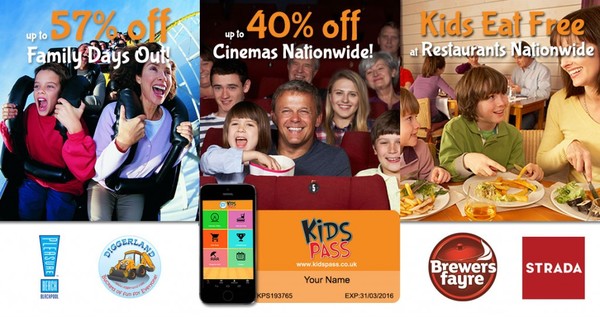 up to 57% off
Family Days Out!
up to 40% off
Cinemas Nationwide!
Kids Eat Free
at Restaurants Nationwide
5
PLEASURE
BEACH
BLACKPOOL
DIGGERLAND
KiDS
PASS
www.kidspass.co.uk
Your Name
KPS193765
EXP:31/03/2016
Brewers
fayre
STRADA